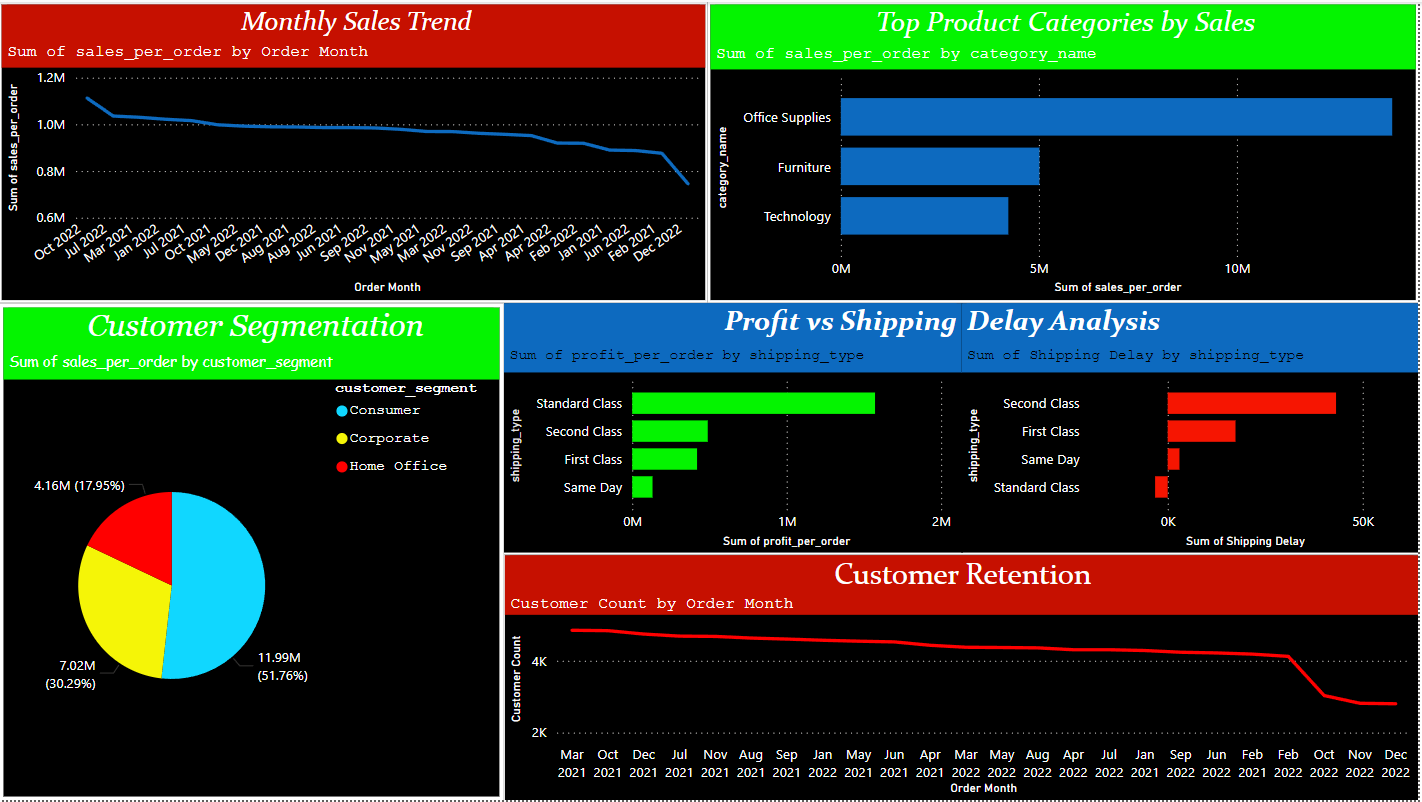 Monthly Sales Trend
Sum of sales_per_order by Order Month
1.2M
1.0M
0.8M
0.6M
Sum of sales_per_order
Oct 2022
Jul 2022
Mar 2021
Jan 2022
Jul 2021
Oct 2021
May 2022
Dec 2021
Aug 2021
Aug 2022
Jun 2021
Sep 2022
Nov 2021
May 2021
Mar 2022
Nov 2022
Sep 2021
Apr 2021
Apr 2022
Feb 2022
Jan 2021
Jun 2022
Feb 2021
Dec 2022
Order Month
Top Product Categories by Sales
Sum of sales_per_order by category_name
category_name
Office Supplies
Furniture
Technology
0M
5M
10M
Sum of sales_per_order
Customer Segmentation
Sum of sales_per_order by customer_segment
customer_segment
Consumer
Corporate
Home Office
4.16M (17.95%)
7.02M
(30.29%)
11.99M
(51.76%)
Profit vs Shipping Delay Analysis
Sum of profit_per_order by shipping_type
shipping_type
Standard Class
Second Class
First Class
Same Day
0M
1M
2M
Sum of profit_per_order
Sum of Shipping Delay by shipping_type
shipping_type
Second Class
First Class
Same Day
Standard Class
0K
50K
Sum of Shipping Delay
Customer Retention
Customer Count by Order Month
Customer Count
4K
2K
Mar Oct Dec Jul Nov Aug Sep Jan May Jun Apr Mar May Aug Apr Jul Jan Sep Jun Feb Feb Oct Nov Dec
2021 2021 2021 2021 2021 2021 2021 2022 2021 2021 2021 2022 2022 2022 2022 2022 2021 2022 2022 2021 2022 2022 2022 2022
Order Month